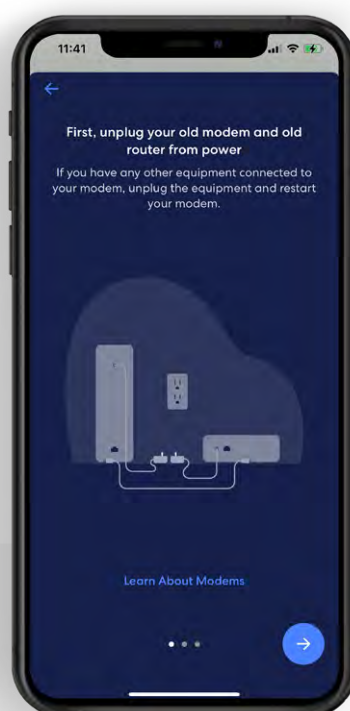 11:41
First, unplug your old modem and old
router from power
If you have any other equipment connected to
your modem, unplug the equipment and restart
your modem.
Learn About Modems